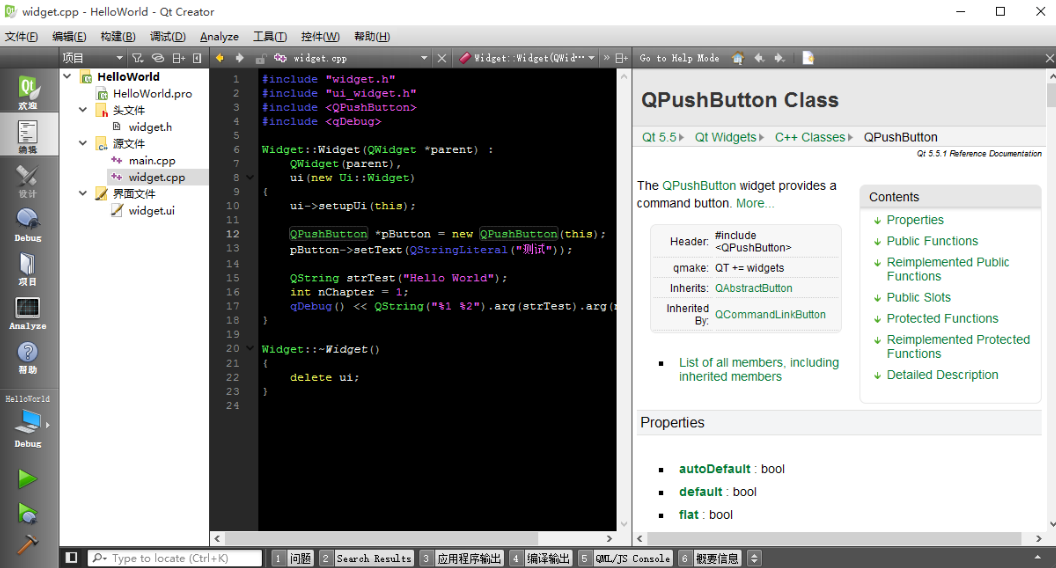 widget.cpp - HelloWorld - Qt Creator
文件(F) 编辑(E) 构建(B) 调试(D) Analyze 工具(T) 控件(W) 帮助(H)
项目
widget.cpp
Widget::Widget(QWid···
Go to Help Mode
欢迎
编辑
设计
Debug
项目
Analyze
帮助
HelloWorld
Debug
HelloWorld
HelloWorld.pro
头文件
widget.h
源文件
main.cpp
widget.cpp
界面文件
widget.ui
1 #include "widget.h"
2 #include "ui_widget.h"
3 #include <QPushButton>
4 #include <qDebug>
5
6 Widget::Widget(QWidget *parent) :
7 QWidget(parent),
8 ui(new Ui::Widget)
9 {
10 ui->setupUi(this);
11
12 QPushButton *pButton = new QPushButton(this);
13 pButton->setText(QStringLiteral("测试"));
14
15 QString strTest("Hello World");
16 int nChapter = 1;
17 qDebug() << QString("%1 %2").arg(strTest).arg(
18 }
19
20 Widget::~Widget()
21 {
22 delete ui;
23 }
24
QPushButton Class
Qt 5.5 Qt Widgets C++ Classes QPushButton
Qt 5.5.1 Reference Documentation
The QPushButton widget provides a
command button. More...
Header: #include
<QPushButton>
qmake: QT += widgets
Inherits: QAbstractButton
Inherited
By: QCommandLinkButton
List of all members, including
inherited members
Contents
Properties
Public Functions
Reimplemented Public
Functions
Public Slots
Protected Functions
Reimplemented Protected
Functions
Detailed Description
Properties
autoDefault : bool
default : bool
flat : bool
Type to locate (Ctrl+K)
1 问题 2 Search Results 3 应用程序输出 4 编译输出 5 QML/JS Console 6 概要信息